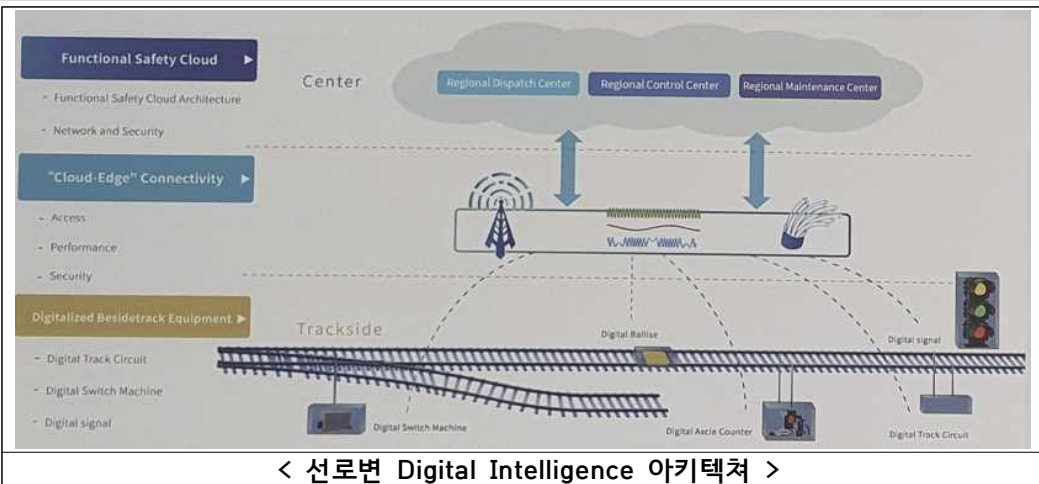 Functional Safety Cloud
- Functional Safety Cloud Architecture
- Network and Security
"Cloud-Edge" Connectivity
- Access
- Performance
- Security
Digitalized Besidetrack Equipment
- Digital Track Circuit
- Digital Switch Machine
- Digital signal
Center
Regional Dispatch Center
Regional Control Center
Regional Maintenance Center
Trackside
Digital Ballise
Digital signal
Digital Switch Machine
Digital Axcle Counter
Digital Track Circuit
< 선로변 Digital Intelligence 아키텍쳐 >